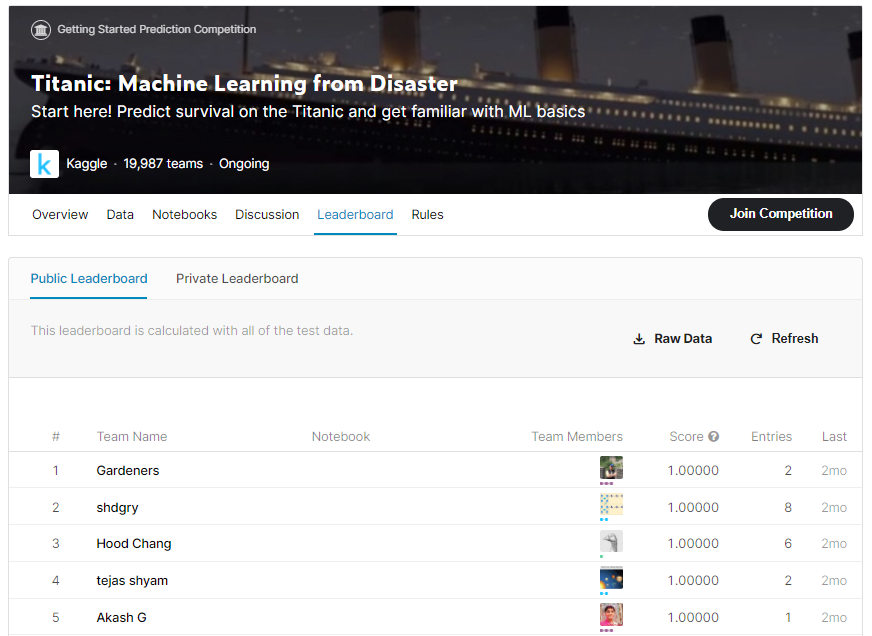 Getting Started Prediction Competition
Titanic: Machine Learning from Disaster
Start here! Predict survival on the Titanic and get familiar with ML basics
k Kaggle · 19,987 teams · Ongoing
Overview Data Notebooks Discussion Leaderboard Rules Join Competition
Public Leaderboard Private Leaderboard
This leaderboard is calculated with all of the test data. Raw Data Refresh
# Team Name Notebook Team Members Score ? Entries Last
1 Gardeners 1.00000 2 2mo
2 shdgry 1.00000 8 2mo
3 Hood Chang 1.00000 6 2mo
4 tejas shyam 1.00000 2 2mo
5 Akash G 1.00000 1 2mo